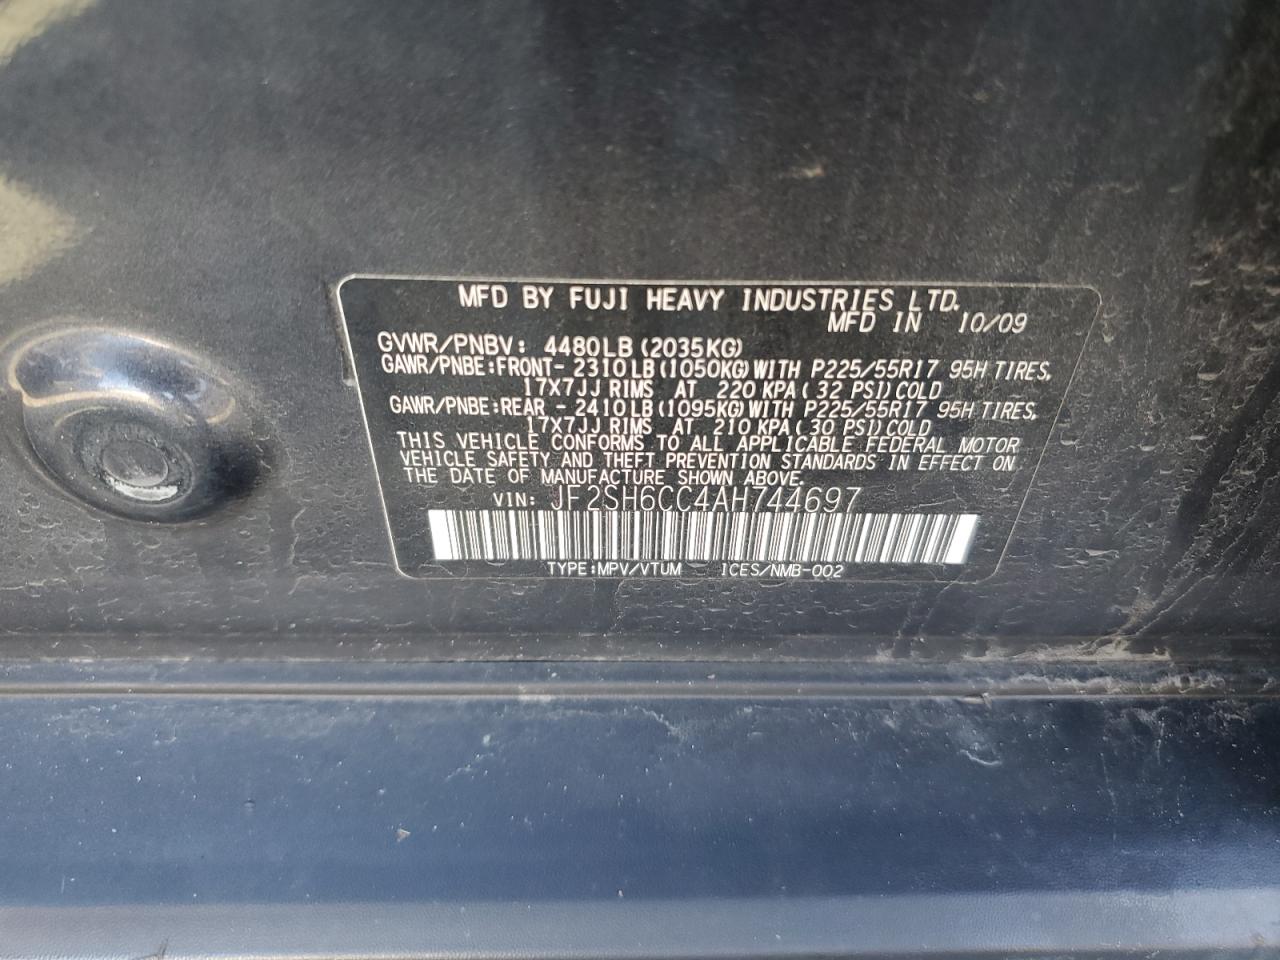 MFD BY FUJI HEAVY INDUSTRIES LTD.
MFD IN 10/09
GVWR/PNBV: 4480LB (2035KG)
GAWR/PNBE:FRONT- 2310LB (1050KG) WITH P225/55R17 95H TIRES,
17X7JJ RIMS AT 220 KPA (32 PSI) COLD
GAWR/PNBE:REAR - 2410LB (1095KG) WITH P225/55R17 95H TIRES,
17X7JJ RIMS AT 210 KPA (30 PSI) COLD
THIS VEHICLE CONFORMS TO ALL APPLICABLE FEDERAL MOTOR
VEHICLE SAFETY AND THEFT PREVENTION STANDARDS IN EFFECT ON
THE DATE OF MANUFACTURE SHOWN ABOVE.
VIN: JF2SH6CC4AH744697
TYPE:MPV/VTUM ICES/NMB-002